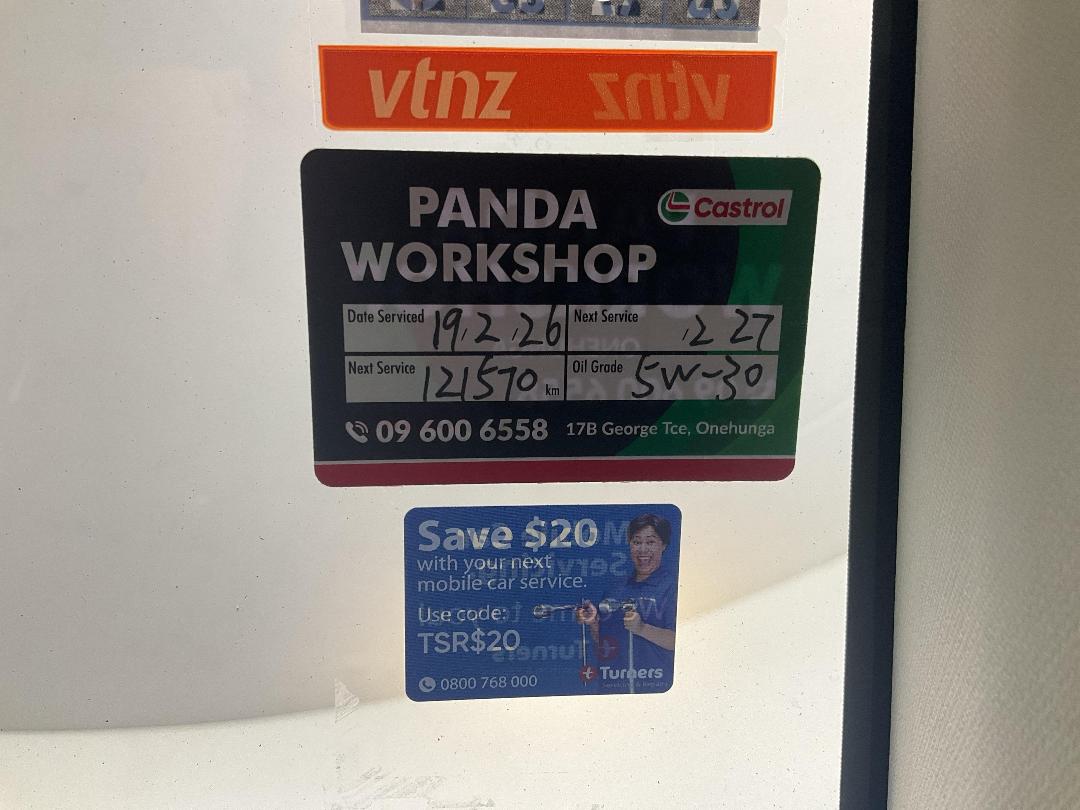 vtnz vtnz
PANDA
WORKSHOP
Castrol
Date Serviced 19.2.26 Next Service .2 27
Next Service 121570 km Oil Grade 5W-30
09 600 6558 17B George Tce, Onehunga
Save $20
with your next
mobile car service.
Use code:
TSR$20
0800 768 000
Turners
Servicing & Repairs